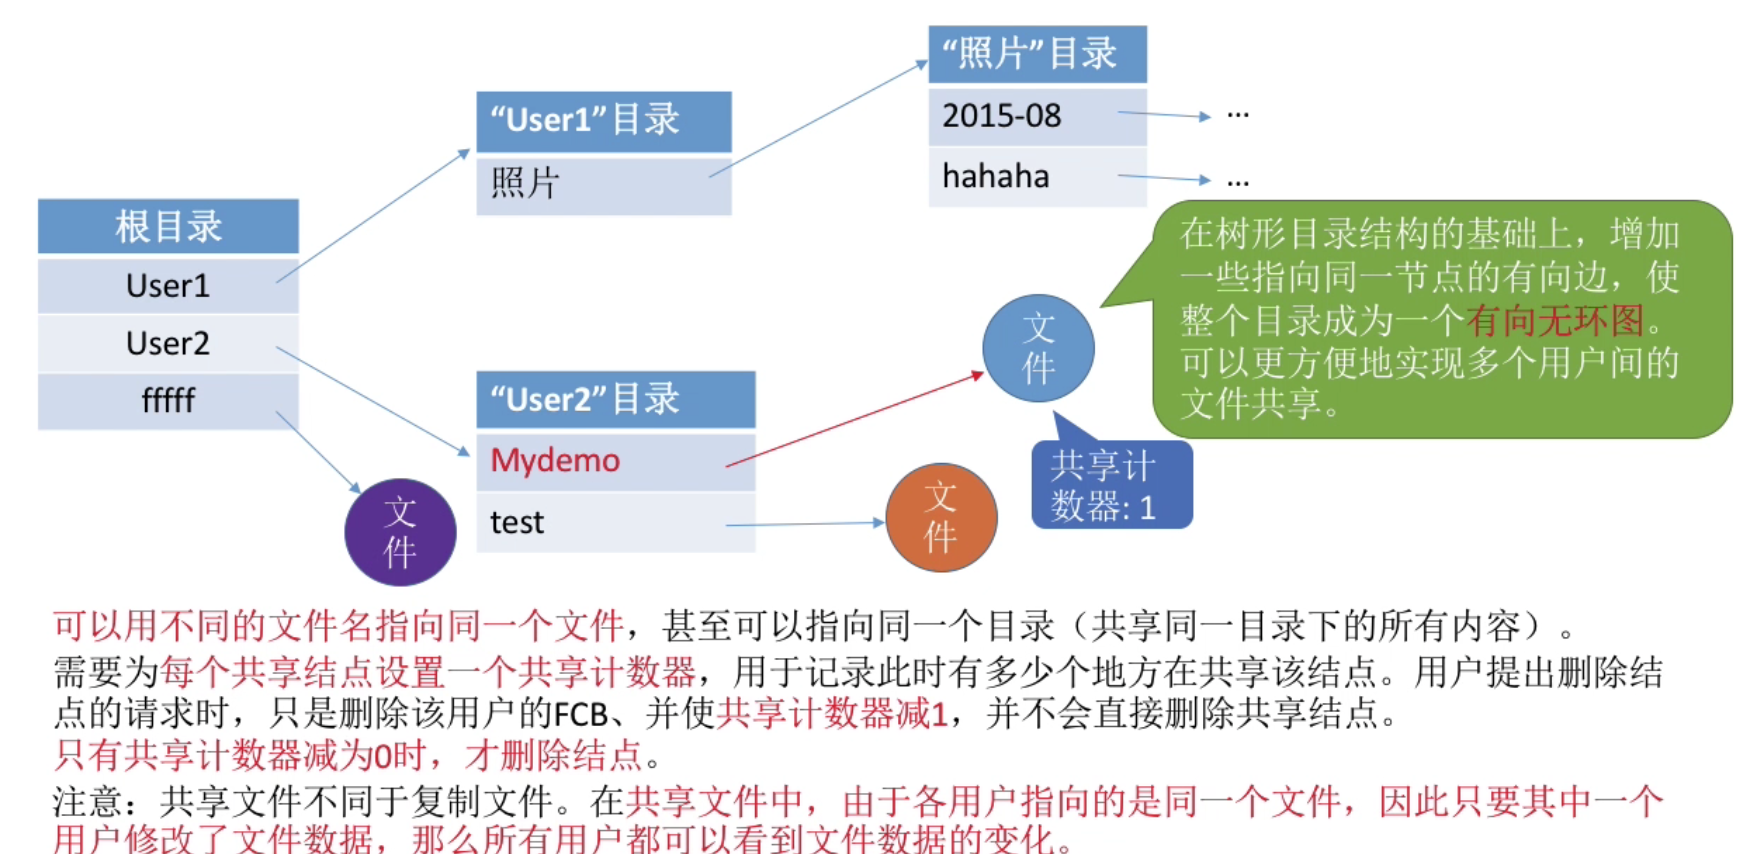 “照片”目录
2015-08
...
hahaha
...
“User1”目录
照片
根目录
User1
User2
fffff
文
件
“User2”目录
Mydemo
test
文
件
文
件
共享计
数器: 1
在树形目录结构的基础上，增加
一些指向同一节点的有向边，使
整个目录成为一个有向无环图。
可以更方便地实现多个用户间的
文件共享。
可以用不同的文件名指向同一个文件，甚至可以指向同一个目录（共享同一目录下的所有内容）。
需要为每个共享结点设置一个共享计数器，用于记录此时有多少个地方在共享该结点。用户提出删除结
点的请求时，只是删除该用户的FCB、并使共享计数器减1，并不会直接删除共享结点。
只有共享计数器减为0时，才删除结点。
注意：共享文件不同于复制文件。在共享文件中，由于各用户指向的是同一个文件，因此只要其中一个
用户修改了文件数据，那么所有用户都可以看到文件数据的变化。